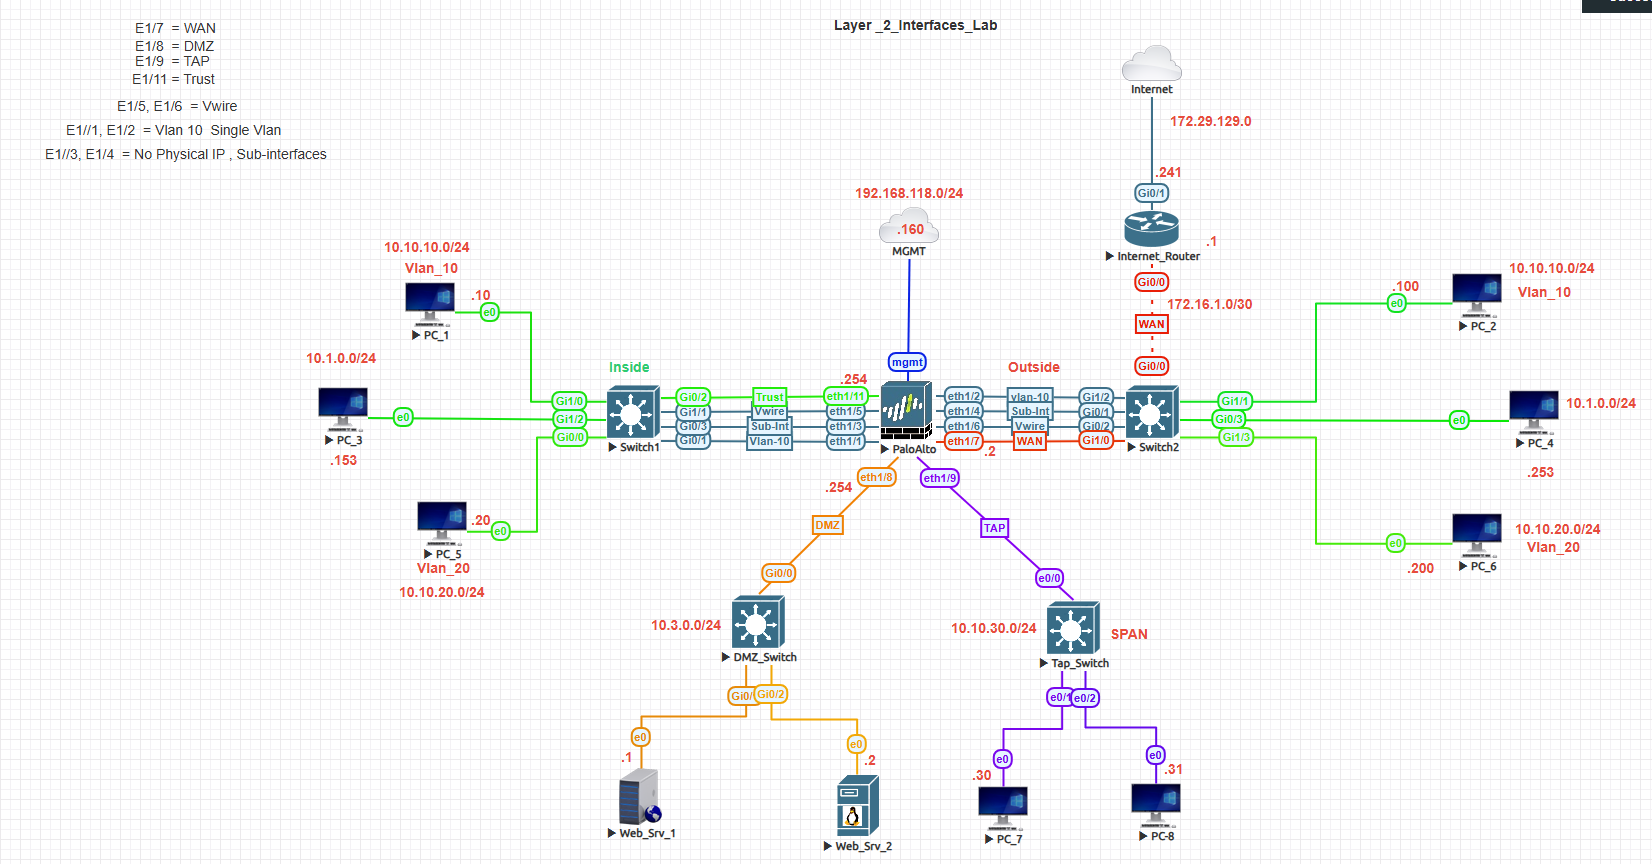 Layer _2_Interfaces_Lab
E1/7  = WAN
E1/8  = DMZ
E1/9  = TAP
E1/11 = Trust
E1/5, E1/6  = Vwire
E1//1, E1/2  = Vlan 10  Single Vlan
E1//3, E1/4  = No Physical IP , Sub-interfaces
Internet
172.29.129.0
.241
Gi0/1
.1
Internet_Router
Gi0/0
172.16.1.0/30
WAN
Gi0/0
192.168.118.0/24
.160
MGMT
mgmt
10.10.10.0/24
Vlan_10
.10
e0
PC_1
10.1.0.0/24
e0
PC_3
.153
.20
e0
PC_5
Vlan_20
10.10.20.0/24
Inside
Gi1/0
Gi1/2
Gi0/0
Switch1
Gi0/2
Trust
eth1/11
.254
Gi1/1
Vwire
eth1/5
Gi0/3
Sub-Int
eth1/3
Gi0/1
Vlan-10
eth1/1
PaloAlto
Outside
eth1/2
vlan-10
Gi1/2
eth1/4
Sub-Int
Gi0/1
eth1/6
Vwire
Gi0/2
eth1/7
WAN
Gi1/0
.2
Switch2
Gi1/1
Gi0/3
Gi1/3
.100
e0
10.10.10.0/24
Vlan_10
PC_2
e0
10.1.0.0/24
PC_4
.253
e0
10.10.20.0/24
Vlan_20
PC_6
.200
eth1/8
.254
DMZ
Gi0/0
10.3.0.0/24
DMZ_Switch
Gi0/
Gi0/2
e0
.1
Web_Srv_1
e0
.2
Web_Srv_2
eth1/9
TAP
e0/0
10.10.30.0/24
SPAN
Tap_Switch
e0/1
e0/2
e0
.30
PC_7
e0
.31
PC-8